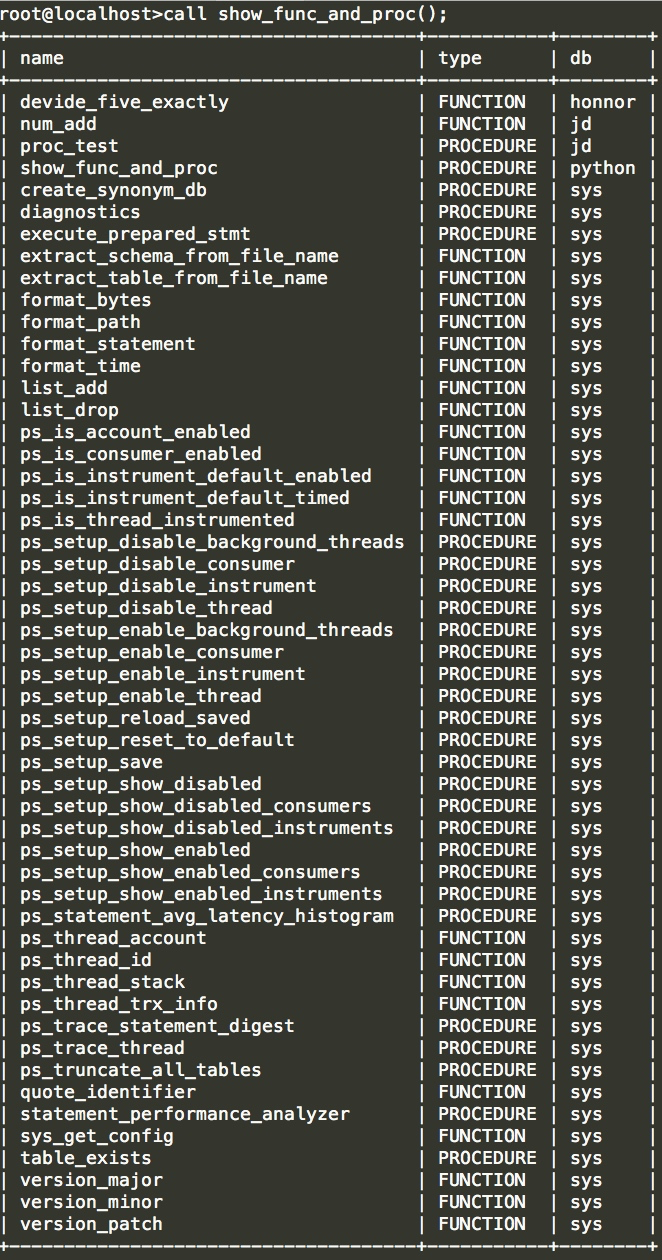 root@localhost>call show_func_and_proc();
+-------------------------------------+-----------+--------+
| name                                | type      | db     |
+-------------------------------------+-----------+--------+
| devide_five_exactly                 | FUNCTION  | honnor |
| num_add                             | FUNCTION  | jd     |
| proc_test                           | PROCEDURE | jd     |
| show_func_and_proc                  | PROCEDURE | python |
| create_synonym_db                   | PROCEDURE | sys    |
| diagnostics                         | PROCEDURE | sys    |
| execute_prepared_stmt               | PROCEDURE | sys    |
| extract_schema_from_file_name       | FUNCTION  | sys    |
| extract_table_from_file_name        | FUNCTION  | sys    |
| format_bytes                        | FUNCTION  | sys    |
| format_path                         | FUNCTION  | sys    |
| format_statement                    | FUNCTION  | sys    |
| format_time                         | FUNCTION  | sys    |
| list_add                            | FUNCTION  | sys    |
| list_drop                           | FUNCTION  | sys    |
| ps_is_account_enabled               | FUNCTION  | sys    |
| ps_is_consumer_enabled              | FUNCTION  | sys    |
| ps_is_instrument_default_enabled    | FUNCTION  | sys    |
| ps_is_instrument_default_timed      | FUNCTION  | sys    |
| ps_is_thread_instrumented           | FUNCTION  | sys    |
| ps_setup_disable_background_threads | PROCEDURE | sys    |
| ps_setup_disable_consumer           | PROCEDURE | sys    |
| ps_setup_disable_instrument         | PROCEDURE | sys    |
| ps_setup_disable_thread             | PROCEDURE | sys    |
| ps_setup_enable_background_threads  | PROCEDURE | sys    |
| ps_setup_enable_consumer            | PROCEDURE | sys    |
| ps_setup_enable_instrument          | PROCEDURE | sys    |
| ps_setup_enable_thread              | PROCEDURE | sys    |
| ps_setup_reload_saved               | PROCEDURE | sys    |
| ps_setup_reset_to_default           | PROCEDURE | sys    |
| ps_setup_save                       | PROCEDURE | sys    |
| ps_setup_show_disabled              | PROCEDURE | sys    |
| ps_setup_show_disabled_consumers    | PROCEDURE | sys    |
| ps_setup_show_disabled_instruments  | PROCEDURE | sys    |
| ps_setup_show_enabled               | PROCEDURE | sys    |
| ps_setup_show_enabled_consumers     | PROCEDURE | sys    |
| ps_setup_show_enabled_instruments   | PROCEDURE | sys    |
| ps_statement_avg_latency_histogram  | PROCEDURE | sys    |
| ps_thread_account                   | FUNCTION  | sys    |
| ps_thread_id                        | FUNCTION  | sys    |
| ps_thread_stack                     | FUNCTION  | sys    |
| ps_thread_trx_info                  | FUNCTION  | sys    |
| ps_trace_statement_digest           | PROCEDURE | sys    |
| ps_trace_thread                     | PROCEDURE | sys    |
| ps_truncate_all_tables              | PROCEDURE | sys    |
| quote_identifier                    | FUNCTION  | sys    |
| statement_performance_analyzer      | PROCEDURE | sys    |
| sys_get_config                      | FUNCTION  | sys    |
| table_exists                        | PROCEDURE | sys    |
| version_major                       | FUNCTION  | sys    |
| version_minor                       | FUNCTION  | sys    |
| version_patch                       | FUNCTION  | sys    |
+-------------------------------------+-----------+--------+